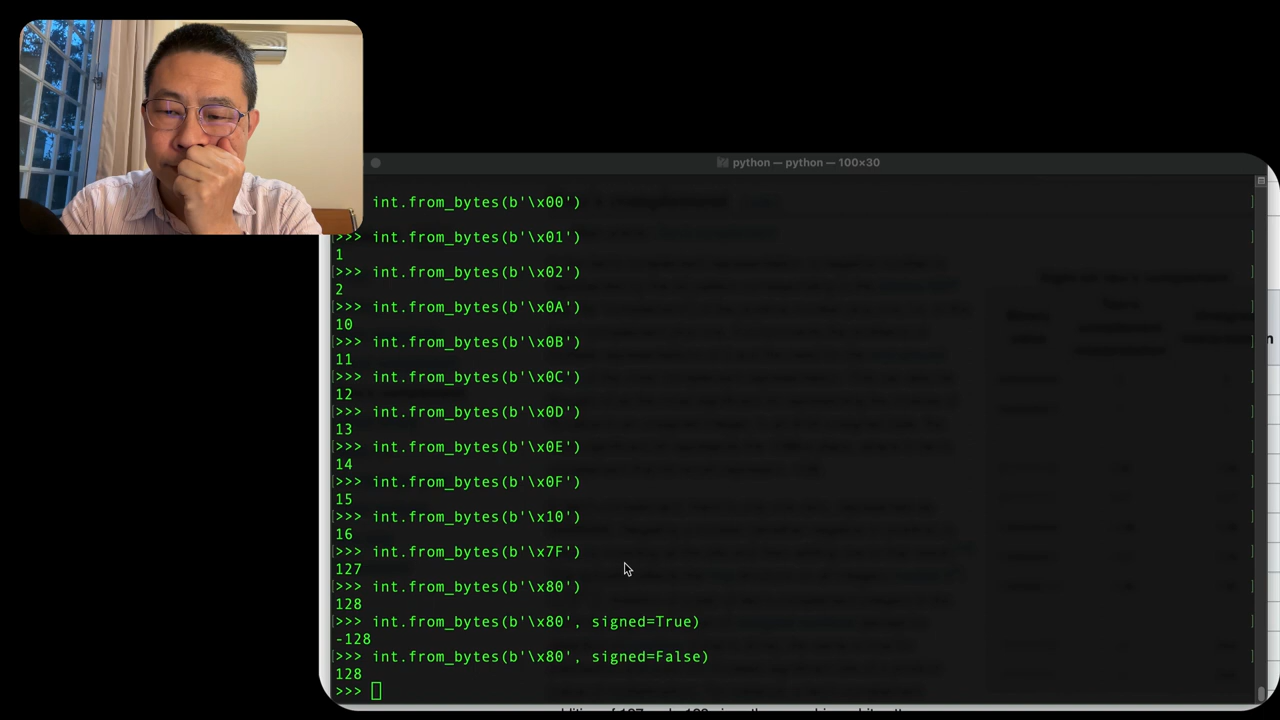 python — python — 100×30
int.from_bytes(b'\x00')
>>> int.from_bytes(b'\x01')
1
>>> int.from_bytes(b'\x02')
2
>>> int.from_bytes(b'\x0A')
10
>>> int.from_bytes(b'\x0B')
11
>>> int.from_bytes(b'\x0C')
12
>>> int.from_bytes(b'\x0D')
13
>>> int.from_bytes(b'\x0E')
14
>>> int.from_bytes(b'\x0F')
15
>>> int.from_bytes(b'\x10')
16
>>> int.from_bytes(b'\x7F')
127
>>> int.from_bytes(b'\x80')
128
>>> int.from_bytes(b'\x80', signed=True)
-128
>>> int.from_bytes(b'\x80', signed=False)
128
>>>